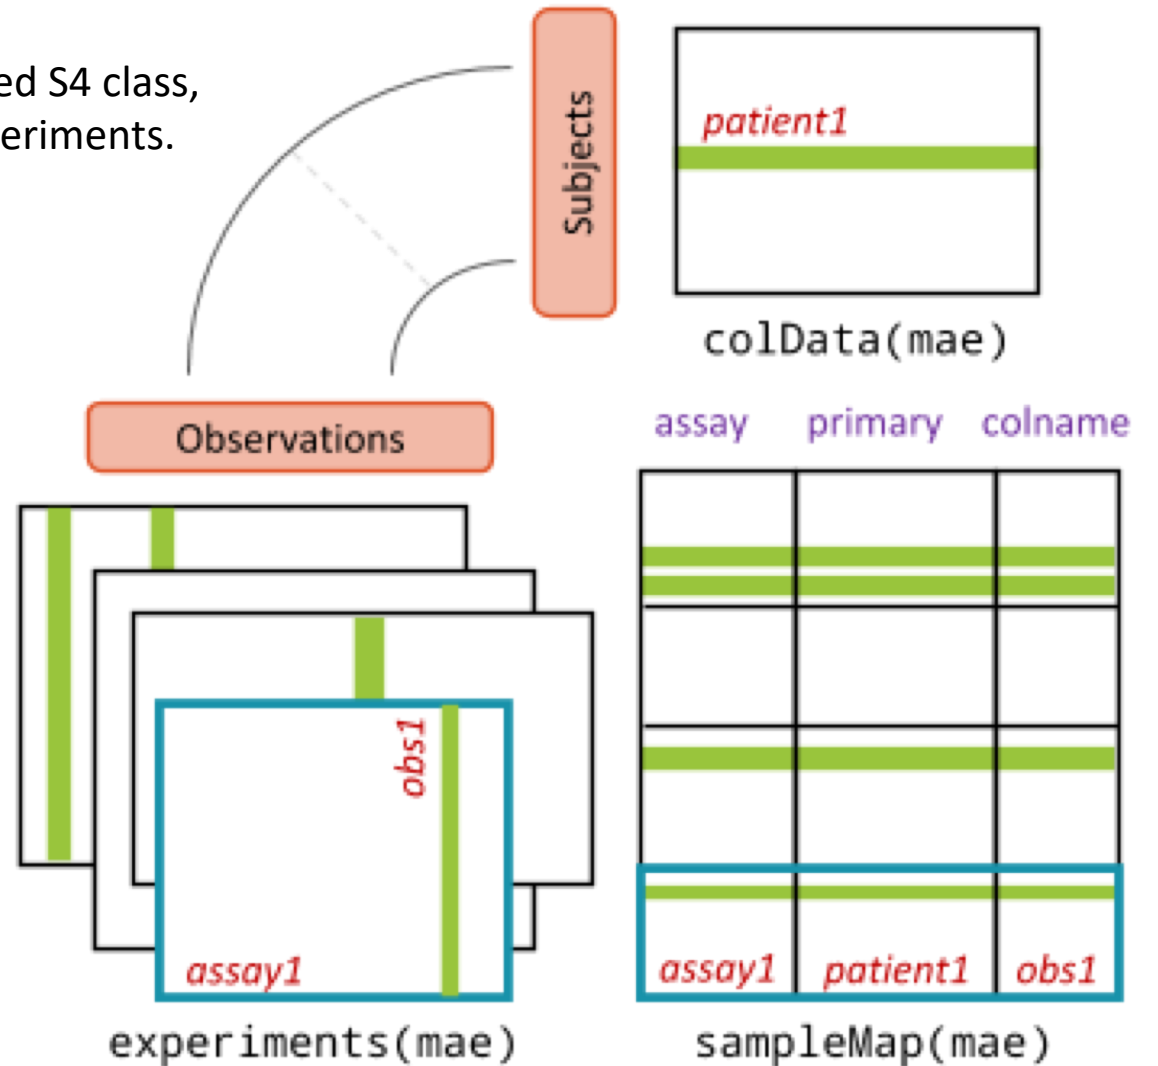 ed S4 class,
eriments.
Subjects
patient1
colData(mae)
Observations
assay primary colname
obs1
assay1
assay1 patient1 obs1
experiments(mae)
sampleMap(mae)